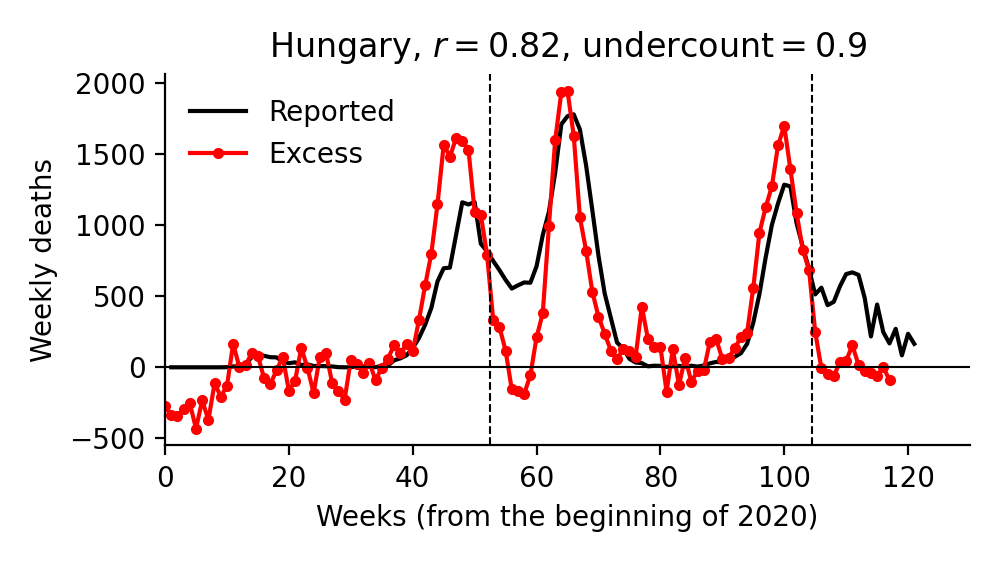 Hungary, r = 0.82, undercount = 0.9
Reported
Excess
Weekly deaths
2000
1500
1000
500
0
−500
0 20 40 60 80 100 120
Weeks (from the beginning of 2020)